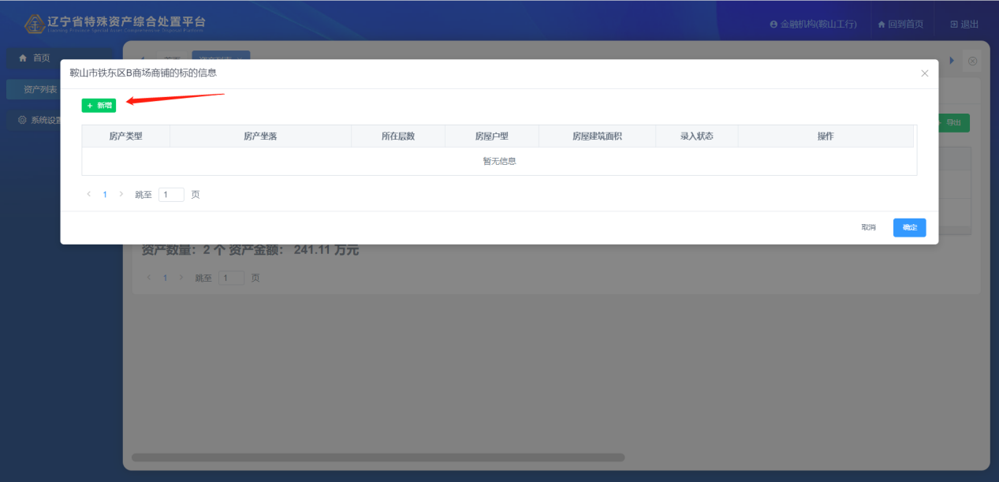 辽宁省特殊资产综合处置平台
Liaoning Province Special Asset Comprehensive Disposal Platform
金融机构(鞍山工行) 回到首页 退出
首页
首页 资产列表
资产列表
系统设置
鞍山市铁东区B商场商铺的标的信息
+ 新增
导出
房产类型 房产坐落 所在层数 房屋户型 房屋建筑面积 录入状态 操作
暂无信息
< 1 > 跳至 1 页
取消 确定
资产数量： 2 个 资产金额： 241.11 万元
< 1 > 跳至 1 页